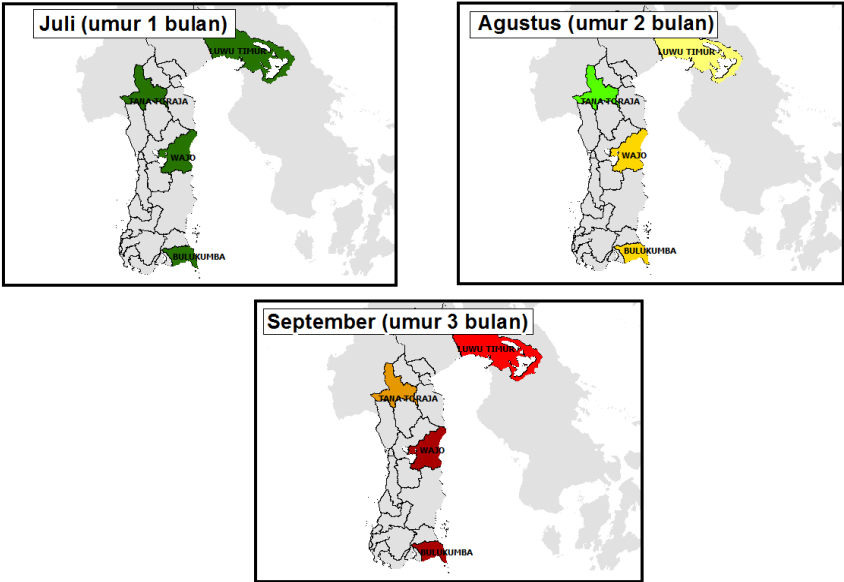 Juli (umur 1 bulan)
LUWU TIMUR
TANA TORAJA
WAJO
BULUKUMBA
Agustus (umur 2 bulan)
LUWU TIMUR
TANA TORAJA
WAJO
BULUKUMBA
September (umur 3 bulan)
LUWU TIMUR
TANA TORAJA
WAJO
BULUKUMBA